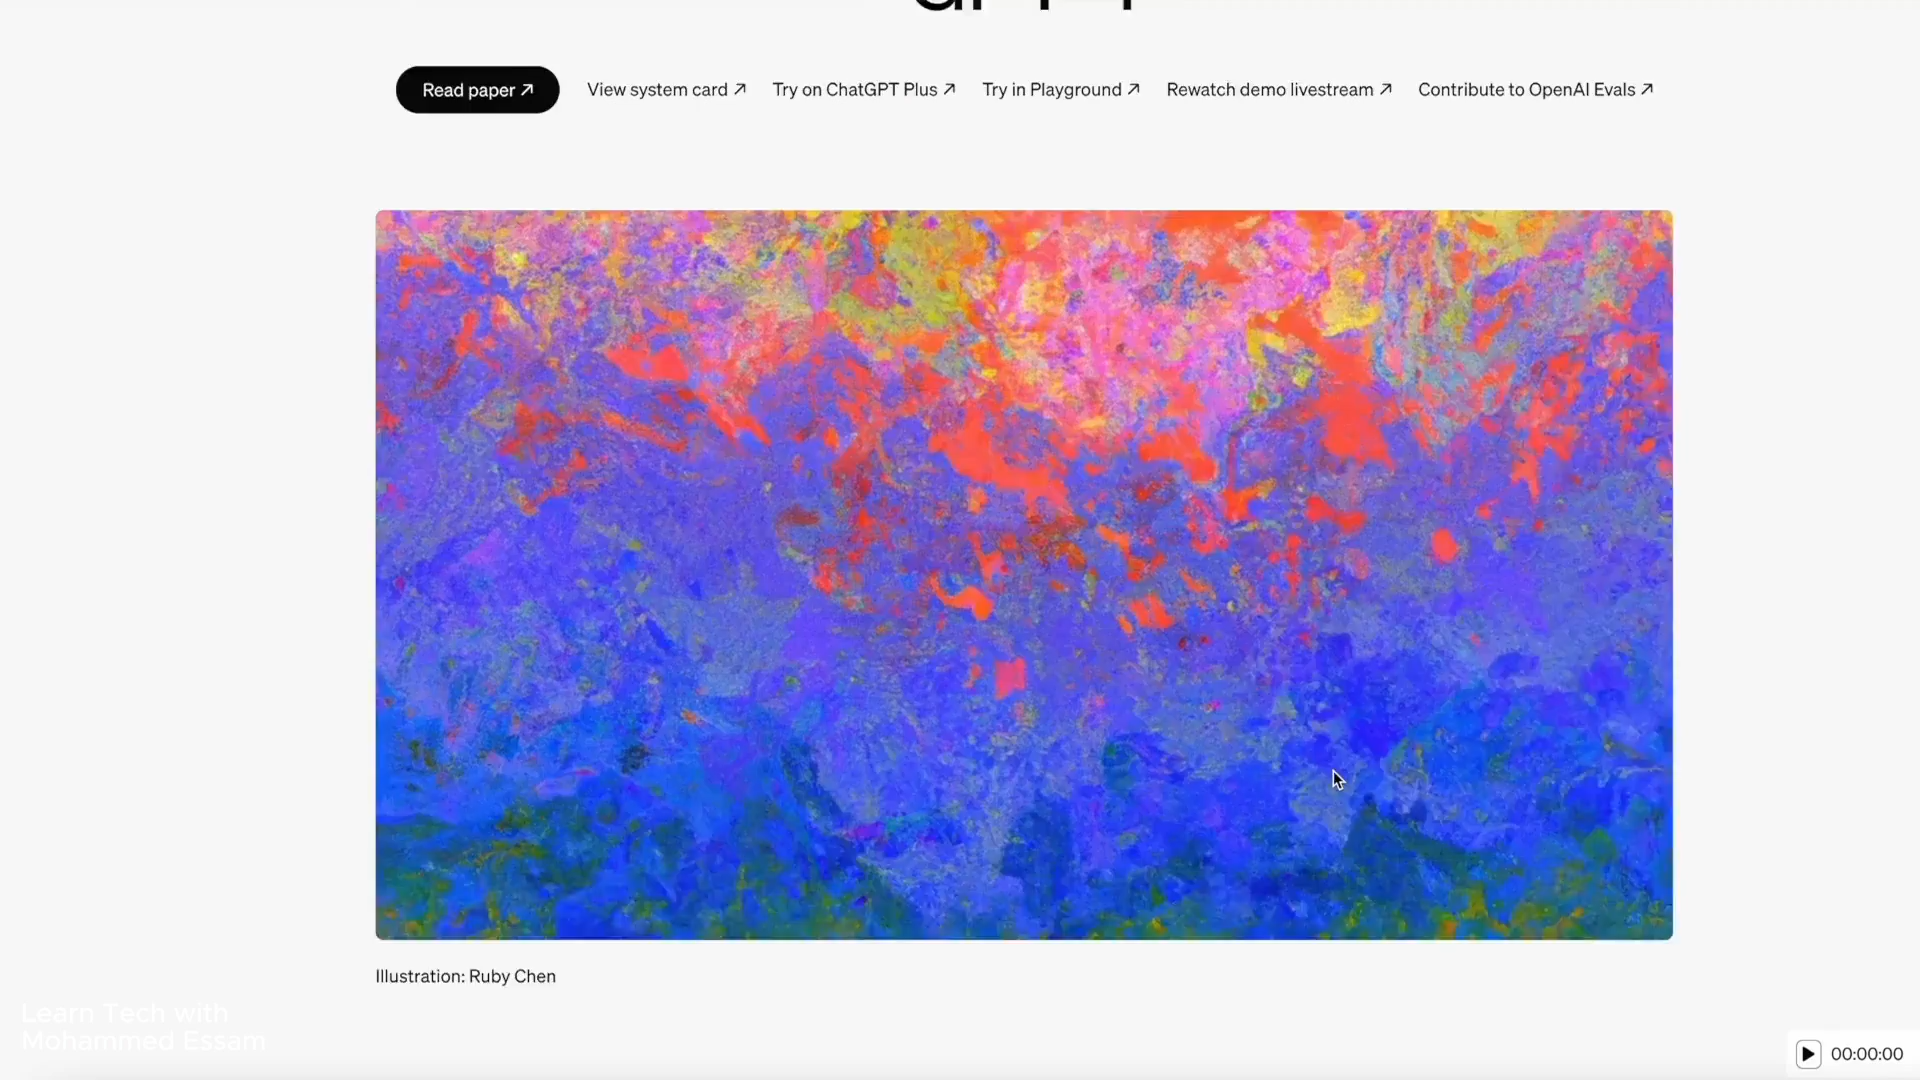 Read paper ↗
View system card ↗
Try on ChatGPT Plus ↗
Try in Playground ↗
Rewatch demo livestream ↗
Contribute to OpenAI Evals ↗
Illustration: Ruby Chen
Learn Tech with
Mohammed Essam
00:00:00